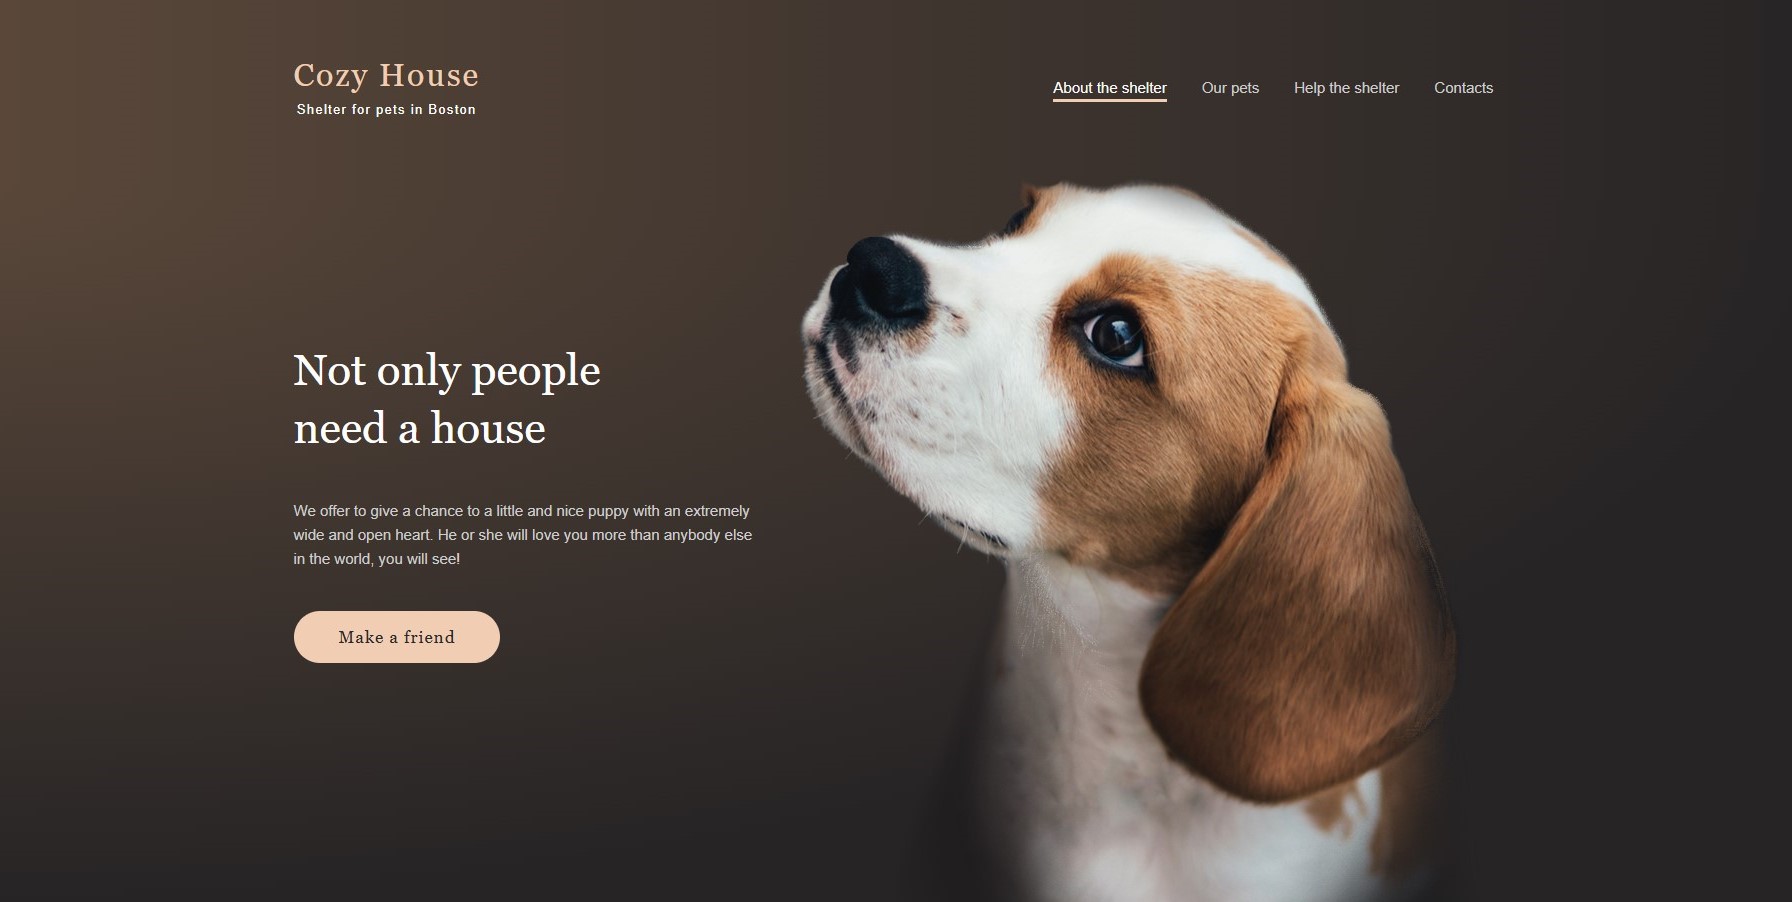 Cozy House
Shelter for pets in Boston
About the shelter
Our pets
Help the shelter
Contacts
Not only people
need a house
We offer to give a chance to a little and nice puppy with an extremely
wide and open heart. He or she will love you more than anybody else
in the world, you will see!
Make a friend